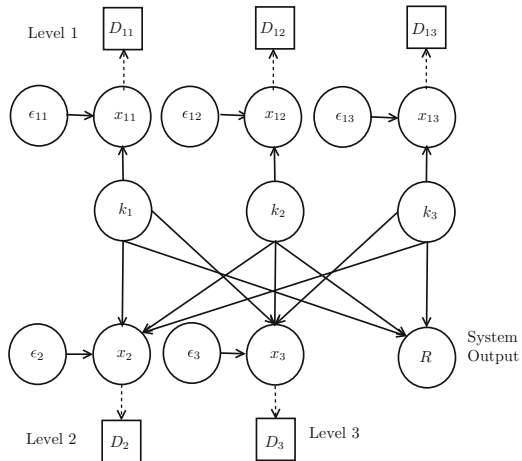 Level 1
D₁₁
D₁₂
D₁₃
ϵ₁₁
x₁₁
ϵ₁₂
x₁₂
ϵ₁₃
x₁₃
k₁
k₂
k₃
ϵ₂
x₂
ϵ₃
x₃
R
System
Output
Level 2
D₂
D₃
Level 3